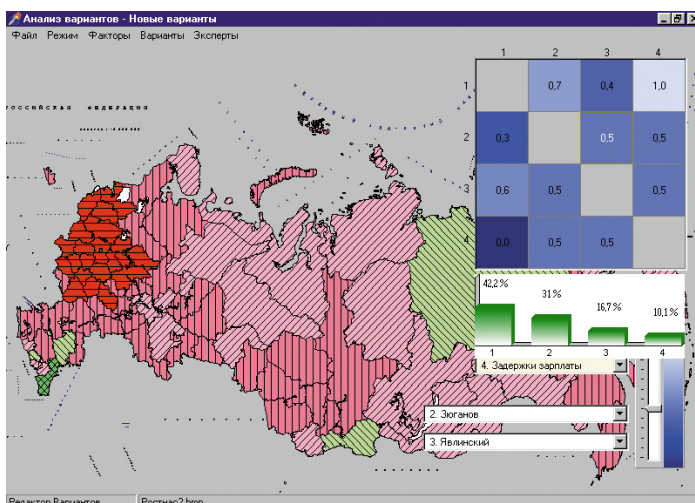 Анализ вариантов - Новые варианты
Файл Режим Факторы Варианты Эксперты
1 2 3 4
1 0,7 0,4 1,0
РОССИЙСКАЯ ФЕДЕРАЦИЯ
2 0,3 0,5 0,5
3 0,6 0,5 0,5
4 0,0 0,5 0,5
42,2% 31% 16,7% 10,1%
1 2 3 4
4. Задержки зарплаты
2. Зюганов
3. Явлинский
Редактор Вариантов Ростнас2.bmp